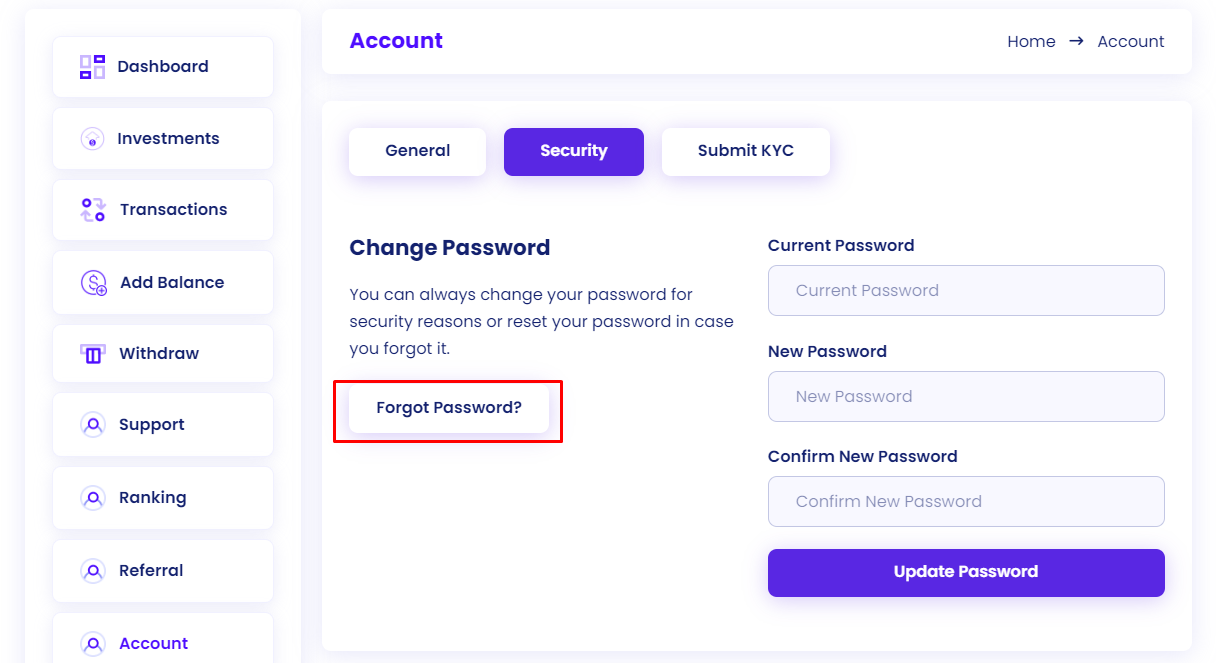 Dashboard
Investments
Transactions
Add Balance
Withdraw
Support
Ranking
Referral
Account
Account
Home → Account
General
Security
Submit KYC
Change Password
You can always change your password for
security reasons or reset your password in case
you forgot it.
Forgot Password?
Current Password
Current Password
New Password
New Password
Confirm New Password
Confirm New Password
Update Password